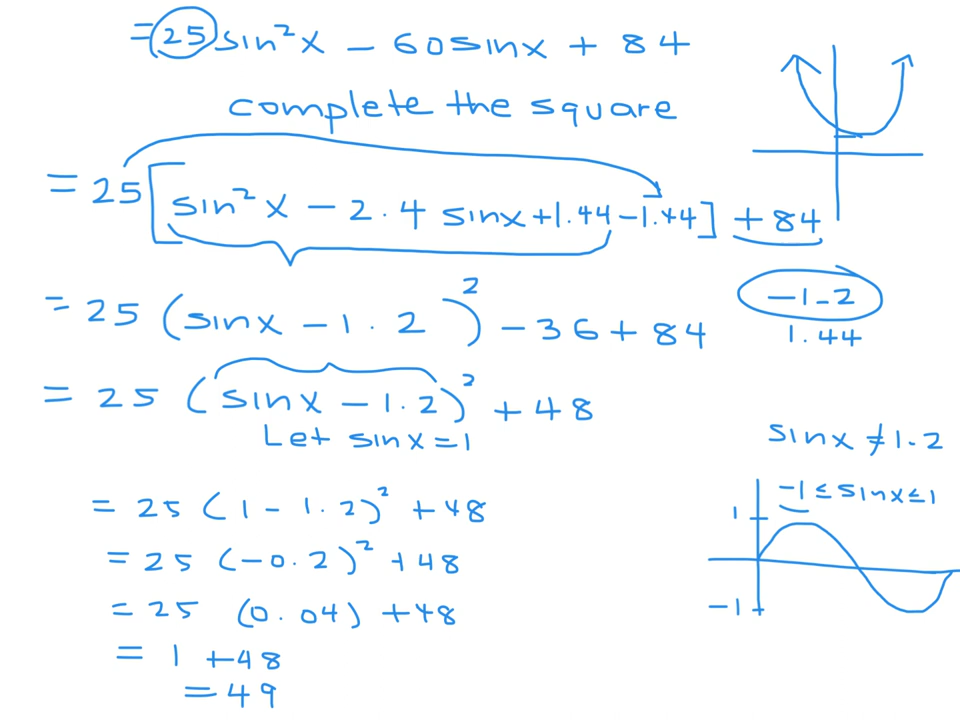 = 25 sin²x - 60sinx + 84
complete the square
= 25 [sin²x - 2.4 sinx + 1.44 - 1.44] + 84
= 25 (sinx - 1.2)² - 36 + 84
-1.2
1.44
= 25 (sinx - 1.2)² + 48
Let sinx = 1
sinx ≠ 1.2
-1 ≤ sinx ≤ 1
1
-1
= 25 (1 - 1.2)² + 48
= 25 (-0.2)² + 48
= 25 (0.04) + 48
= 1 + 48
= 49